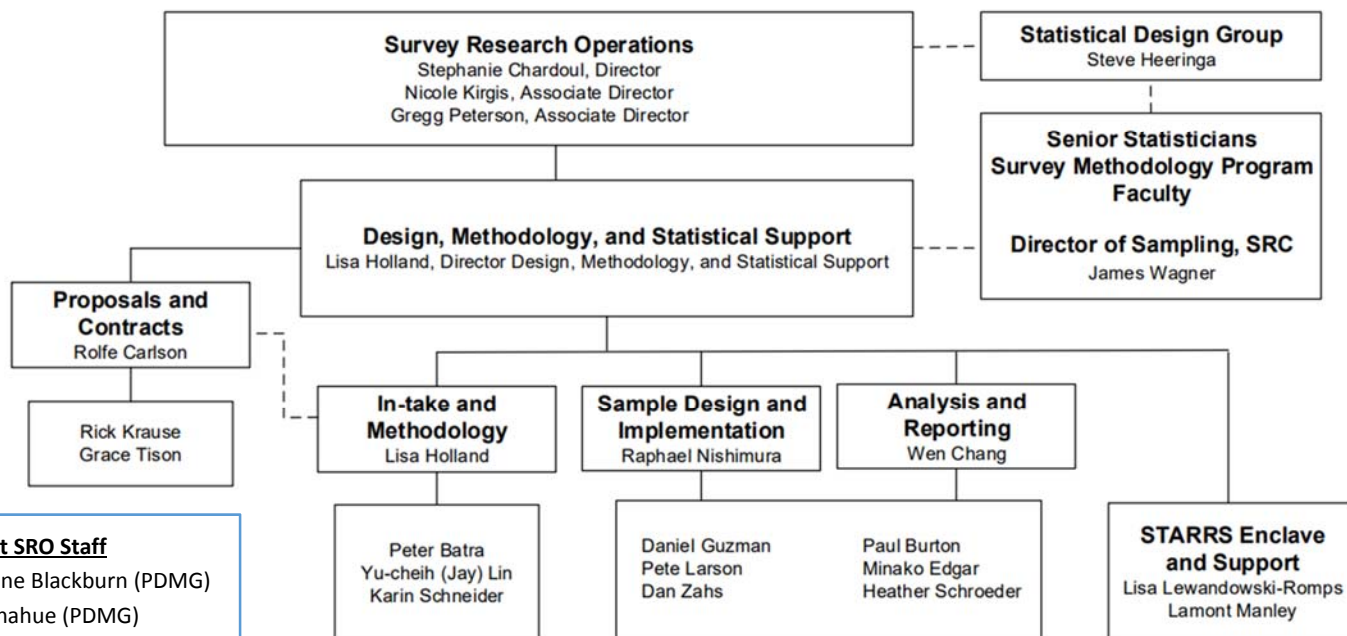 Survey Research Operations
Stephanie Chardoul, Director
Nicole Kirgis, Associate Director
Gregg Peterson, Associate Director
Statistical Design Group
Steve Heeringa
Senior Statisticians
Survey Methodology Program
Faculty
Director of Sampling, SRC
James Wagner
Design, Methodology, and Statistical Support
Lisa Holland, Director Design, Methodology, and Statistical Support
Proposals and
Contracts
Rolfe Carlson
Rick Krause
Grace Tison
In-take and
Methodology
Lisa Holland
Sample Design and
Implementation
Raphael Nishimura
Analysis and
Reporting
Wen Chang
Peter Batra
Yu-cheih (Jay) Lin
Karin Schneider
Daniel Guzman
Pete Larson
Dan Zahs
Paul Burton
Minako Edgar
Heather Schroeder
STARRS Enclave
and Support
Lisa Lewandowski-Romps
Lamont Manley
SRO Staff
Blackburn (PDMG)
(PDMG)